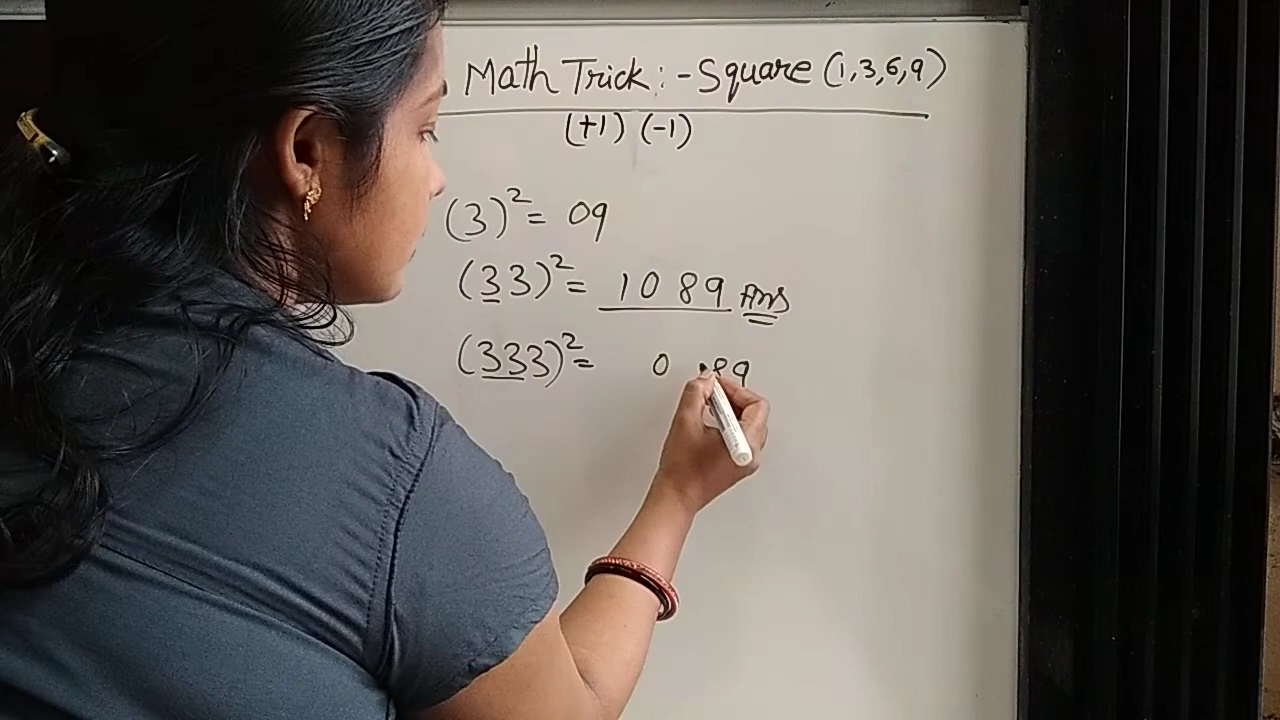 Math Trick:-Square (1,3,6,9)
(+1) (-1)
(3)²= 09
(33)²= 1089 Ans
(333)²= 0 89